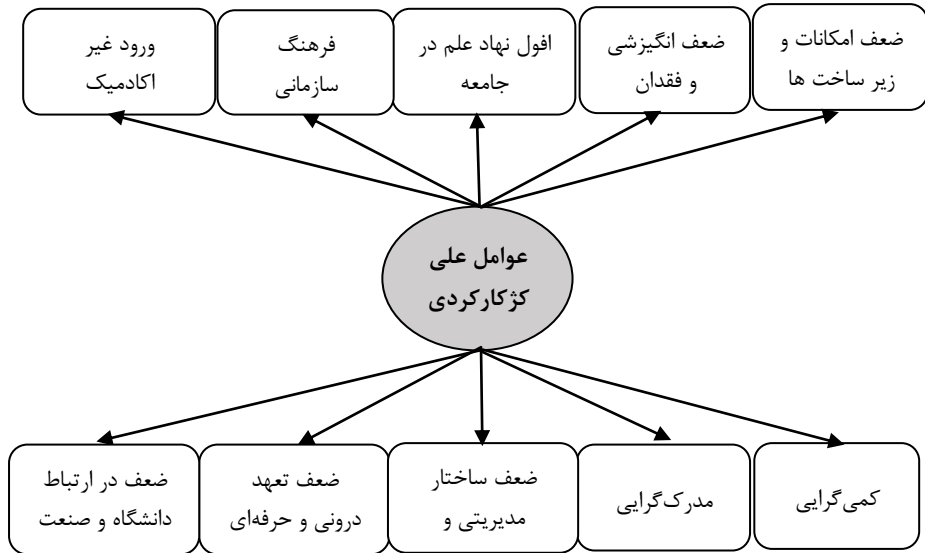 ضعف امکانات و
زیر ساخت ها
ضعف انگیزشی
و فقدان
افول نهاد علم در
جامعه
فرهنگ
سازمانی
ورود غیر
اکادمیک
عوامل علی
کژکارکردی
کمی‌گرایی
مدرک‌گرایی
ضعف ساختار
مدیریتی و
ضعف تعهد
درونی و حرفه‌ای
ضعف در ارتباط
دانشگاه و صنعت